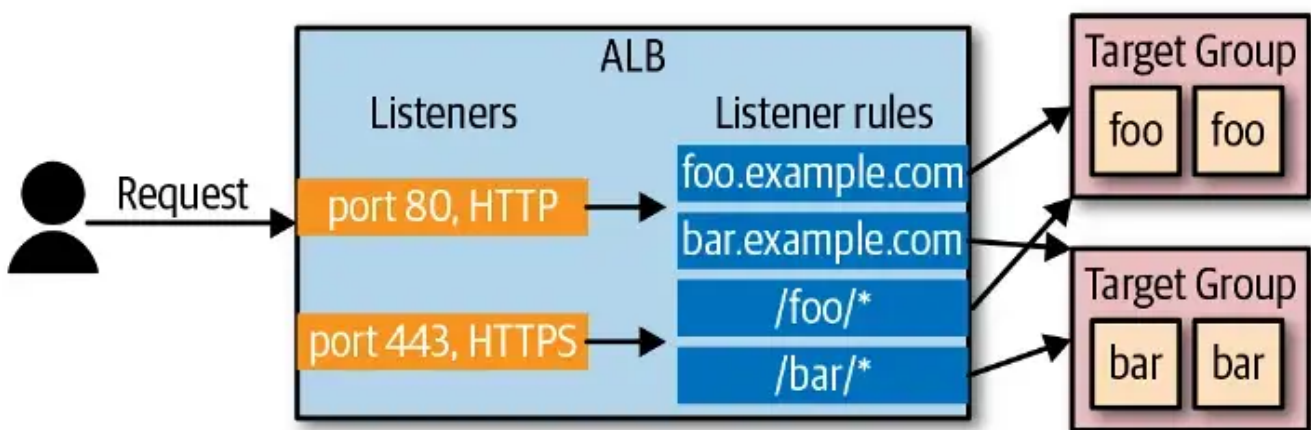 ALB
Listeners
Listener rules
Request
port 80, HTTP
port 443, HTTPS
foo.example.com
bar.example.com
/foo/*
/bar/*
Target Group
foo foo
Target Group
bar bar